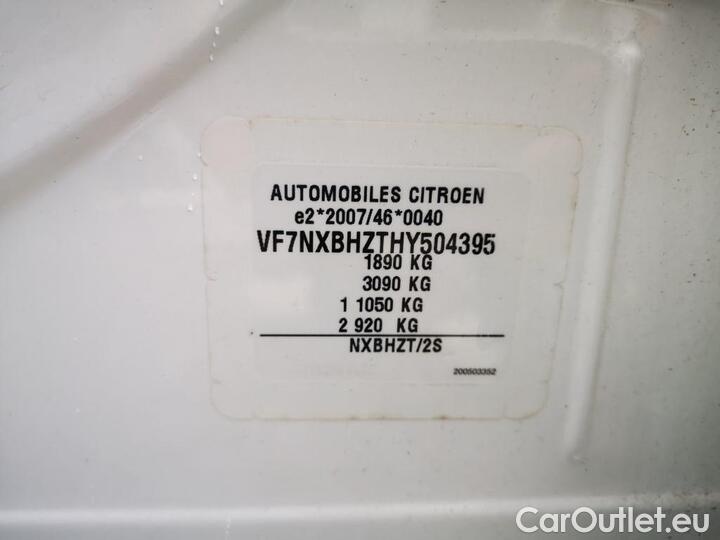 AUTOMOBILES CITROEN
e2*2007/46*0040
VF7NXBHZTHY504395
1890 KG
3090 KG
1 1050 KG
2 920 KG
NXBHZT/2S
200503352
CarOutlet.eu